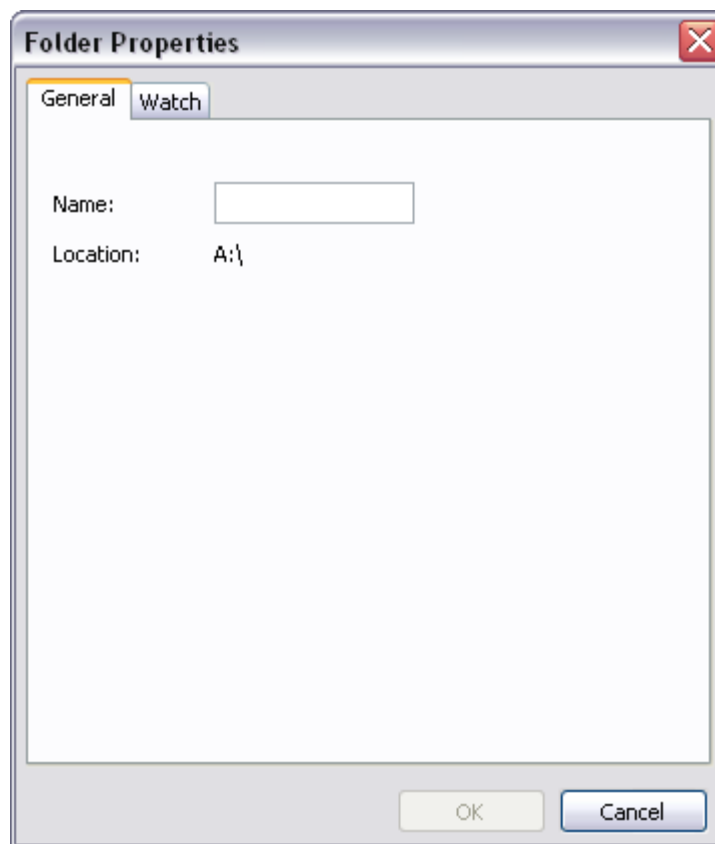 Folder Properties
General Watch
Name:
Location: A:\
OK Cancel